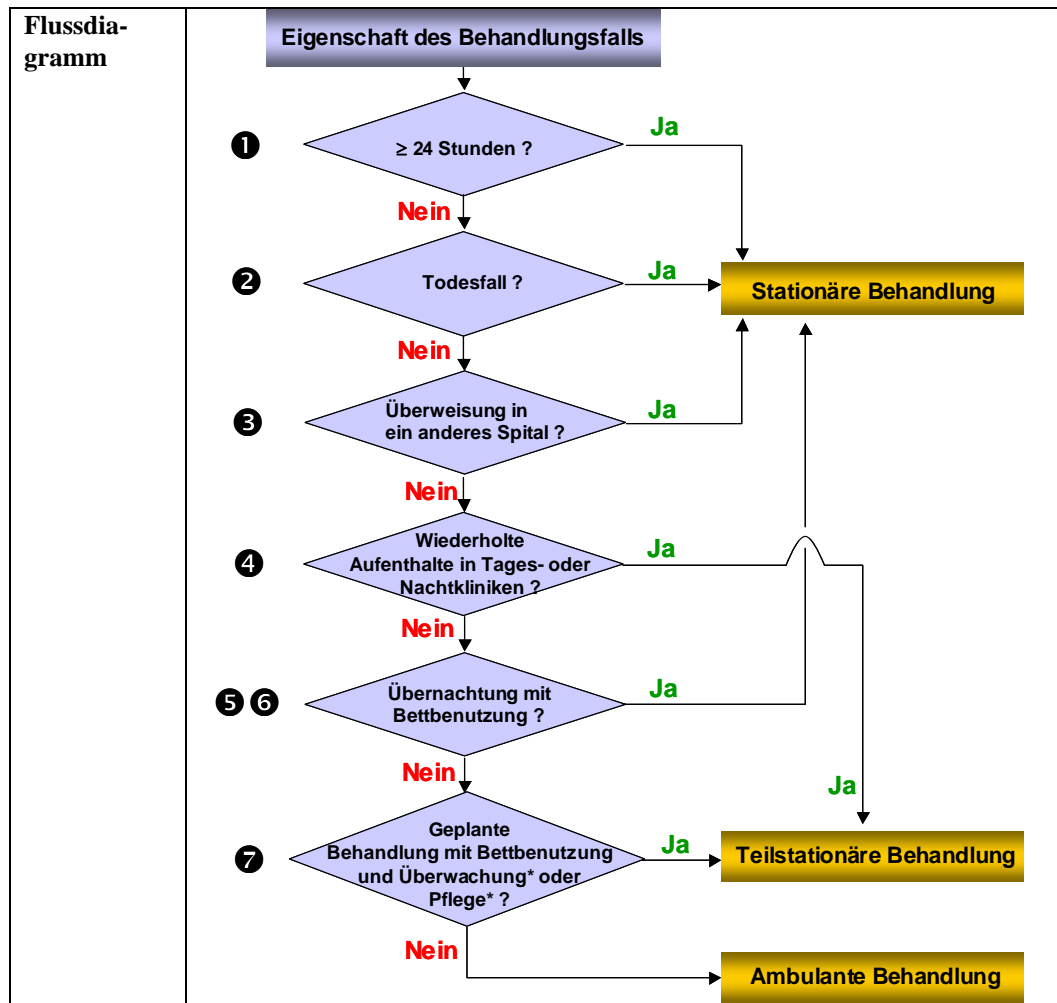 Flussdia-
gramm
Eigenschaft des Behandlungsfalls
❶
≥ 24 Stunden ?
Ja
Nein
❷
Todesfall ?
Ja
Stationäre Behandlung
Nein
❸
Überweisung in
ein anderes Spital ?
Ja
Nein
❹
Wiederholte
Aufenthalte in Tages- oder
Nachtkliniken ?
Ja
Nein
❺ ❻
Übernachtung mit
Bettbenutzung ?
Ja
Nein
Ja
❼
Geplante
Behandlung mit Bettbenutzung
und Überwachung* oder
Pflege* ?
Ja
Teilstationäre Behandlung
Nein
Ambulante Behandlung